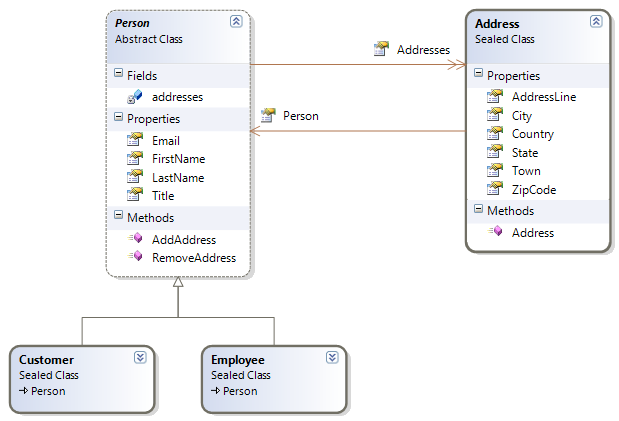 Person
Abstract Class
Fields
addresses
Properties
Email
FirstName
LastName
Title
Methods
AddAddress
RemoveAddress
Addresses
Person
Address
Sealed Class
Properties
AddressLine
City
Country
State
Town
ZipCode
Methods
Address
Customer
Sealed Class
Person
Employee
Sealed Class
Person